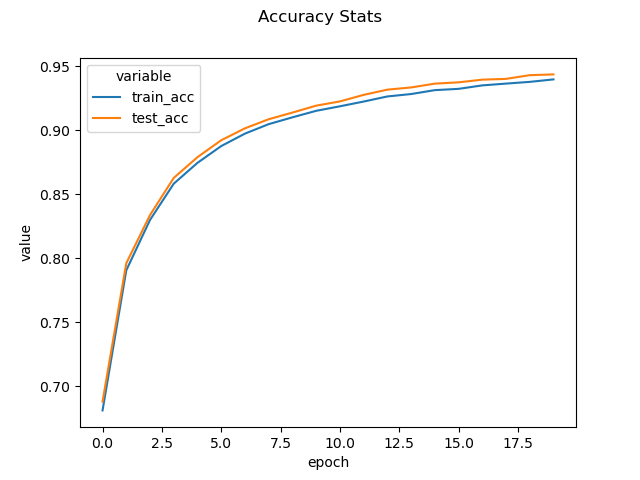 Accuracy Stats
0.95
0.90
0.85
0.80
0.75
0.70
value
variable
train_acc
test_acc
0.0 2.5 5.0 7.5 10.0 12.5 15.0 17.5
epoch